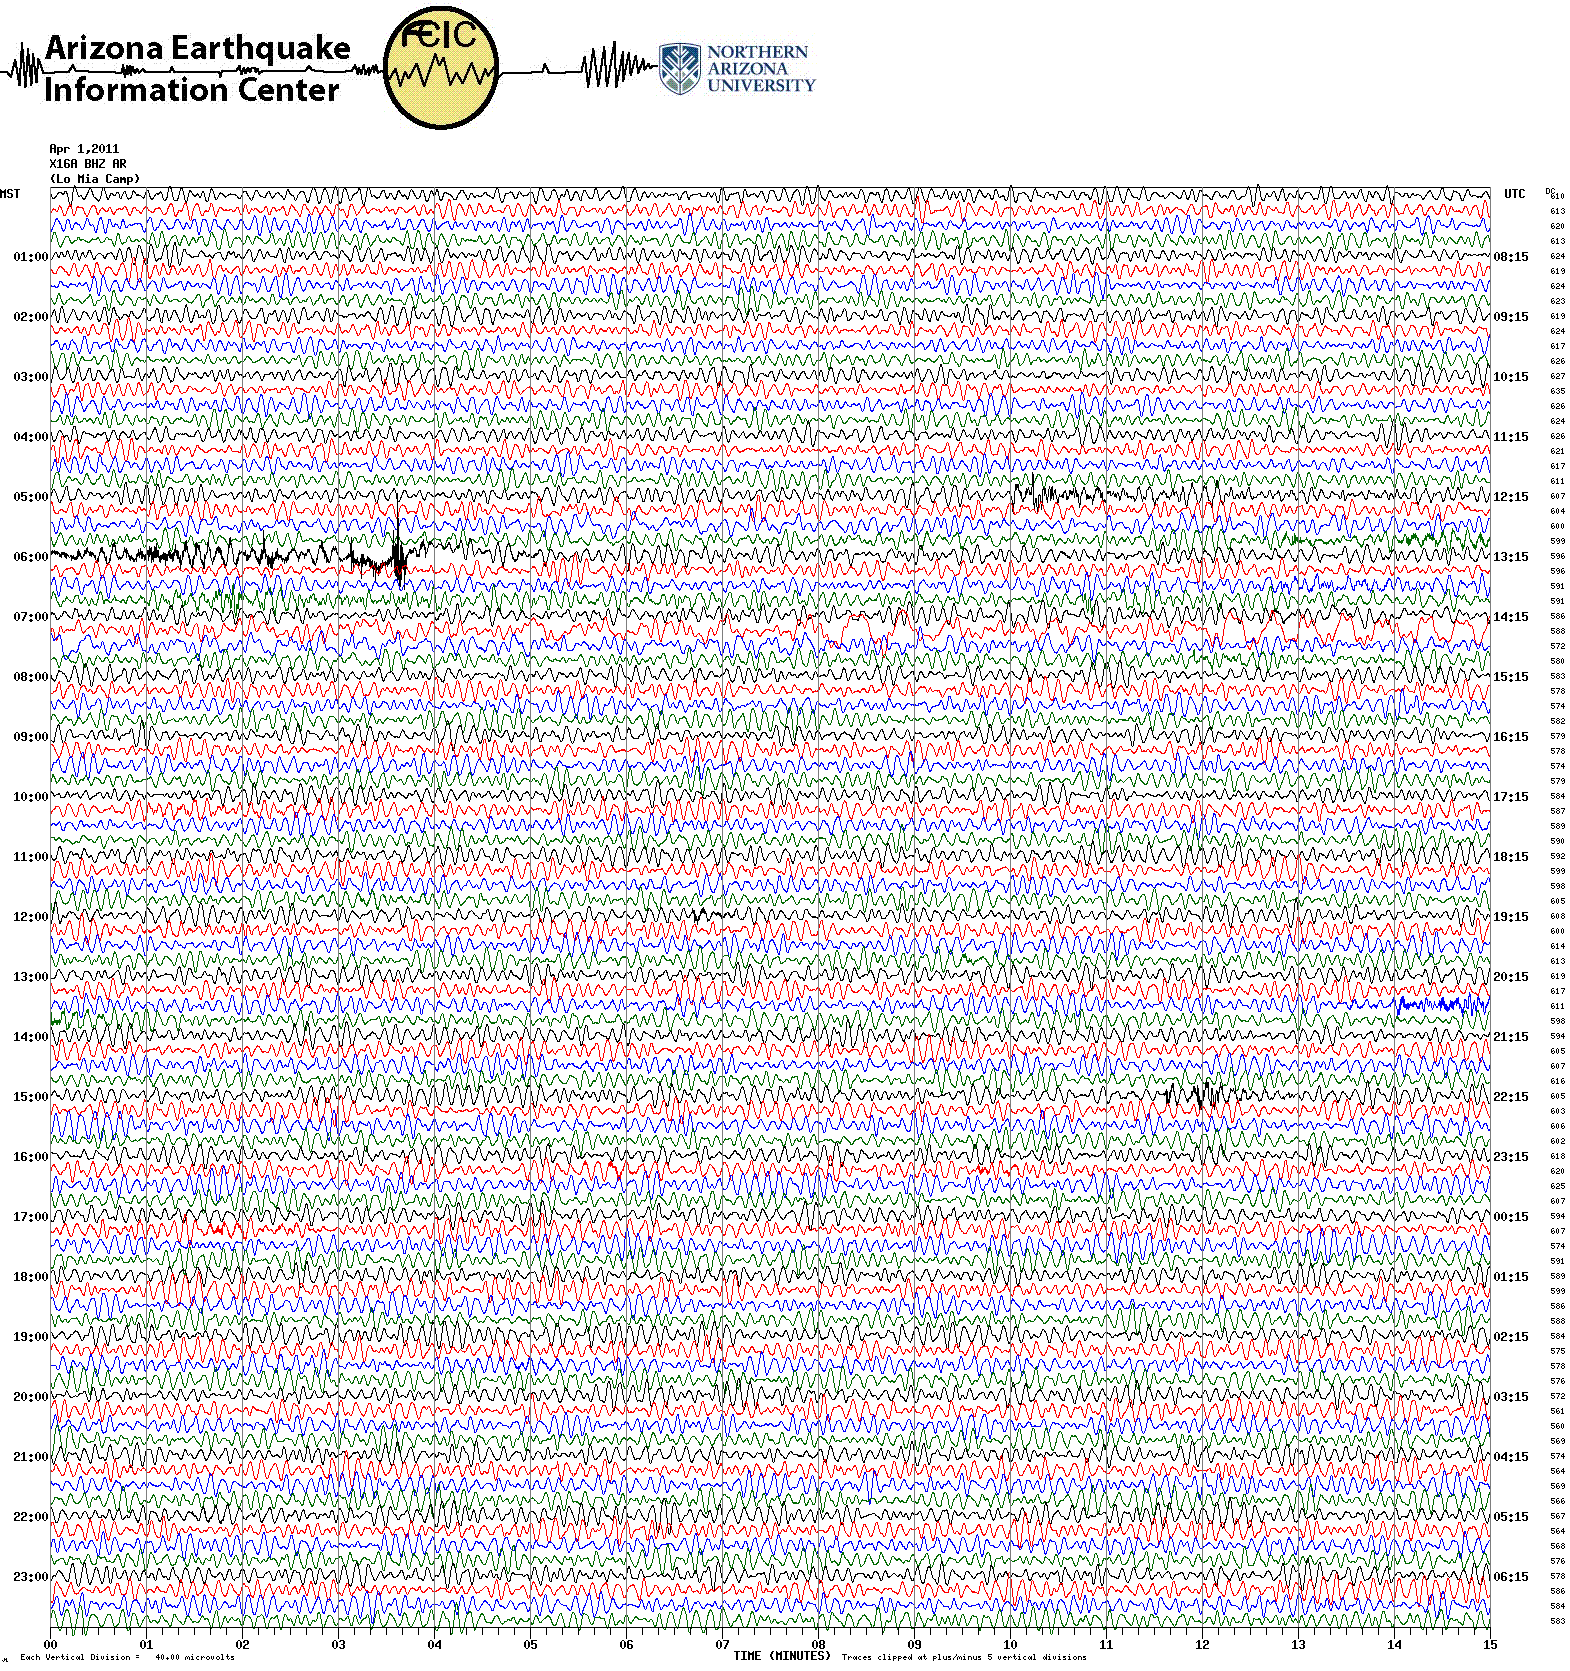 Arizona Earthquake
Information Center
ÆEIC
NORTHERN
ARIZONA
UNIVERSITY
Apr 1,2011
X16A BHZ AR
(Lo Mia Camp)
MST UTC DC
610
613
620
613
01:00 08:15 624
619
624
623
02:00 09:15 619
624
617
626
03:00 10:15 627
635
626
624
04:00 11:15 626
621
617
611
05:00 12:15 607
604
600
599
06:00 13:15 596
596
591
591
07:00 14:15 586
588
572
580
08:00 15:15 583
578
574
582
09:00 16:15 579
578
574
579
10:00 17:15 584
587
589
590
11:00 18:15 592
599
598
605
12:00 19:15 608
600
614
613
13:00 20:15 619
617
611
598
14:00 21:15 594
605
607
616
15:00 22:15 605
603
606
602
16:00 23:15 618
620
625
607
17:00 00:15 594
607
574
591
18:00 01:15 589
599
586
588
19:00 02:15 584
575
578
576
20:00 03:15 572
561
560
569
21:00 04:15 574
564
569
566
22:00 05:15 567
564
568
576
23:00 06:15 578
586
584
583
00 01 02 03 04 05 06 07 08 09 10 11 12 13 14 15
TIME (MINUTES)
Each Vertical Division = 40.00 microvolts
Traces clipped at plus/minus 5 vertical divisions